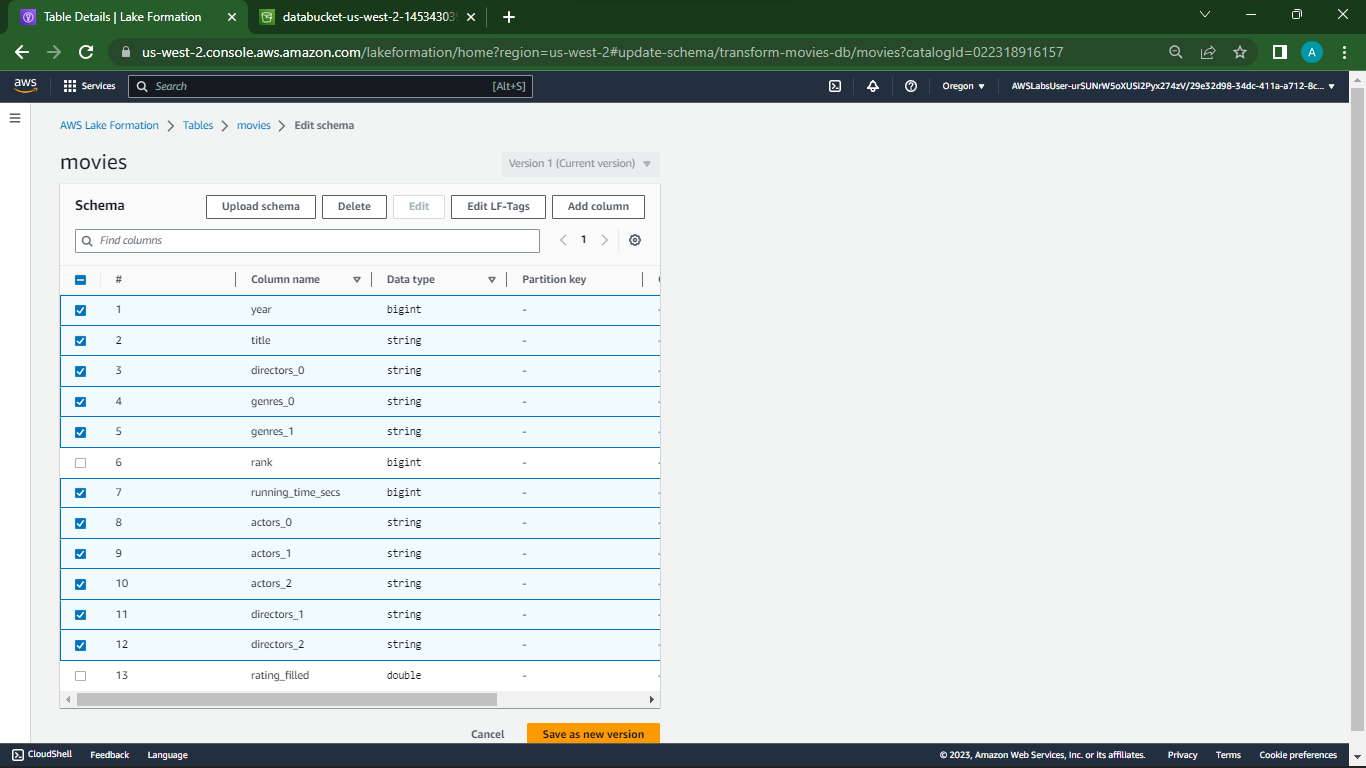 Table Details | Lake Formation
databucket-us-west-2-14534303
us-west-2.console.aws.amazon.com/lakeformation/home?region=us-west-2#update-schema/transform-movies-db/movies?catalogId=022318916157
A
aws Services Search [Alt+S] Oregon AWSLabsUser-urSUNrW5oXUSi2Pyx274zV/29e32d98-34dc-411a-a712-8c...
AWS Lake Formation Tables movies Edit schema
movies
Version 1 (Current version)
Schema Upload schema Delete Edit Edit LF-Tags Add column
Find columns 1
# Column name Data type Partition key
1 year bigint -
2 title string -
3 directors_0 string -
4 genres_0 string -
5 genres_1 string -
6 rank bigint -
7 running_time_secs bigint -
8 actors_0 string -
9 actors_1 string -
10 actors_2 string -
11 directors_1 string -
12 directors_2 string -
13 rating_filled double -
Cancel Save as new version
CloudShell Feedback Language © 2023, Amazon Web Services, Inc. or its affiliates. Privacy Terms Cookie preferences